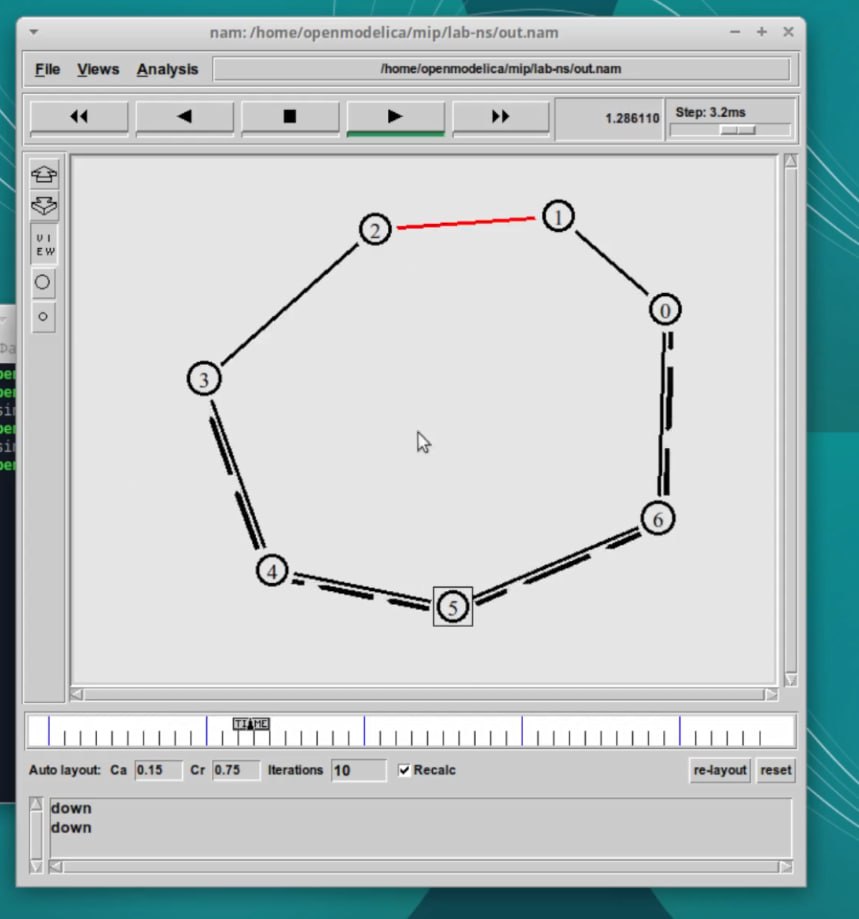 nam: /home/openmodelica/mip/lab-ns/out.nam
File Views Analysis /home/openmodelica/mip/lab-ns/out.nam
1.286110 Step: 3.2ms
V I
E W
1
2
0
3
6
4
5
TIME
Auto layout: Ca 0.15 Cr 0.75 Iterations 10 Recalc re-layout reset
down
down